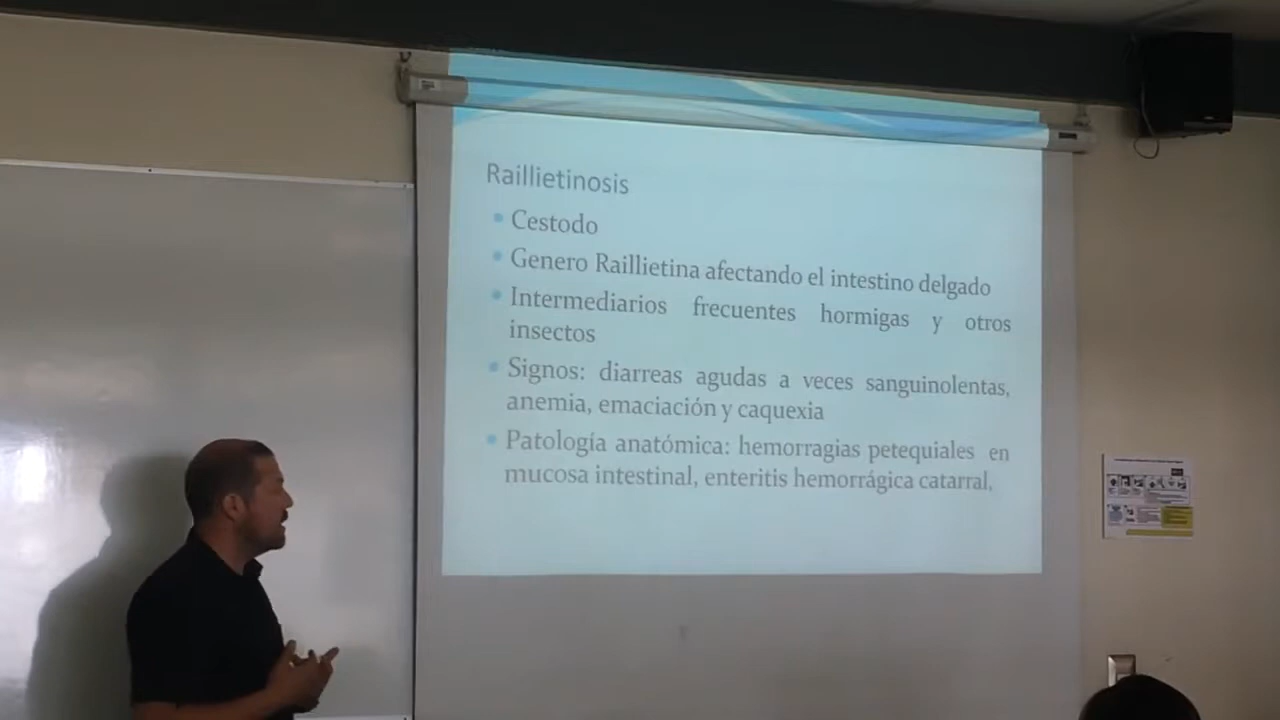 Raillietinosis
Cestodo
Genero Raillietina afectando el intestino delgado
Intermediarios frecuentes hormigas y otros
insectos
Signos: diarreas agudas a veces sanguinolentas,
anemia, emaciación y caquexia
Patología anatómica: hemorragias petequiales en
mucosa intestinal, enteritis hemorrágica catarral,